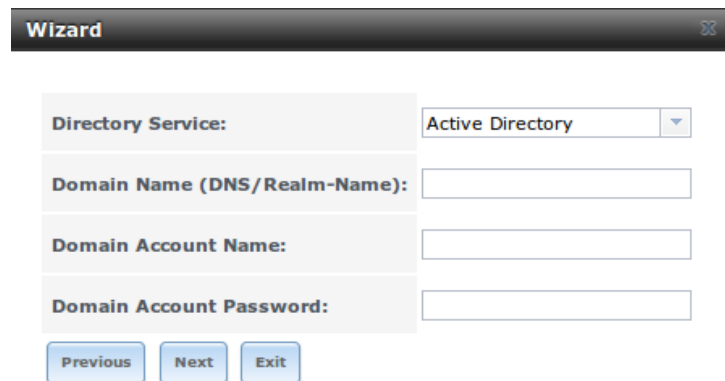 Wizard
Directory Service: Active Directory
Domain Name (DNS/Realm-Name):
Domain Account Name:
Domain Account Password:
Previous Next Exit